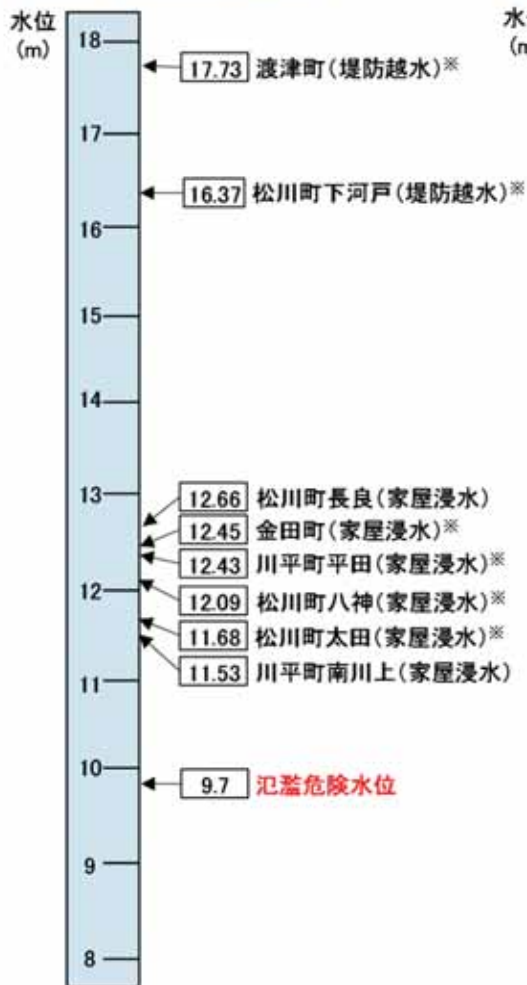 水位
(m)
18
17.73 渡津町(堤防越水)※
17
16.37 松川町下河戸(堤防越水)※
16
15
14
13
12.66 松川町長良(家屋浸水)
12.45 金田町(家屋浸水)※
12.43 川平町平田(家屋浸水)※
12
12.09 松川町八神(家屋浸水)※
11.68 松川町太田(家屋浸水)※
11.53 川平町南川上(家屋浸水)
11
10
9.7 氾濫危険水位
9
8
水
(m